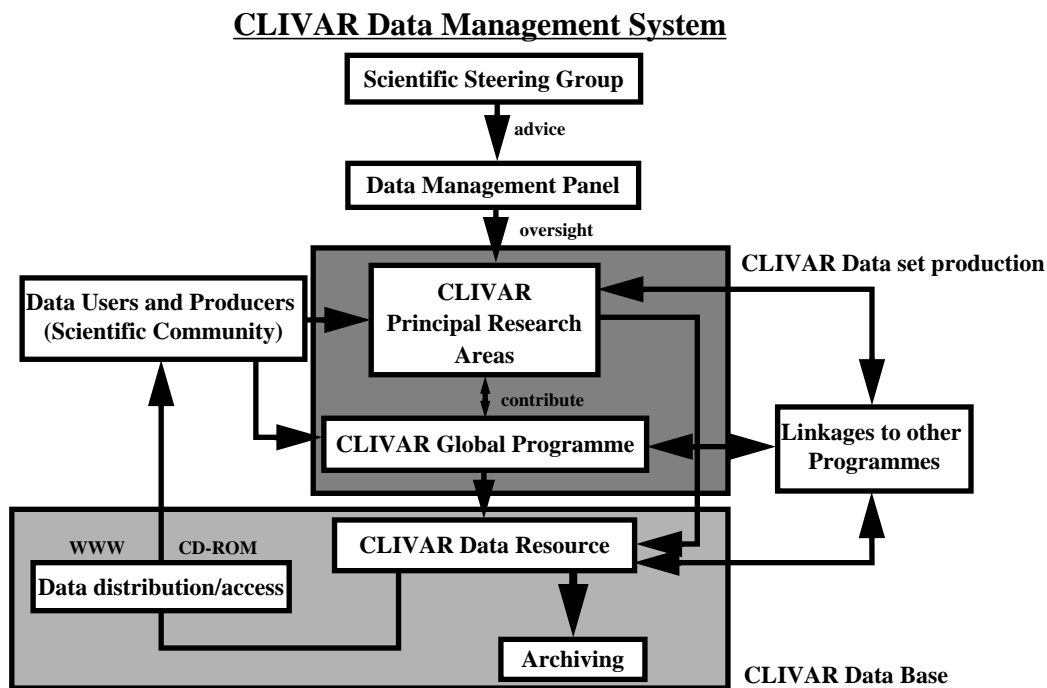 CLIVAR Data Management System
Scientific Steering Group
advice
Data Management Panel
oversight
CLIVAR Data set production
Data Users and Producers
(Scientific Community)
CLIVAR
Principal Research
Areas
contribute
CLIVAR Global Programme
Linkages to other
Programmes
WWW
CD-ROM
CLIVAR Data Resource
Data distribution/access
Archiving
CLIVAR Data Base